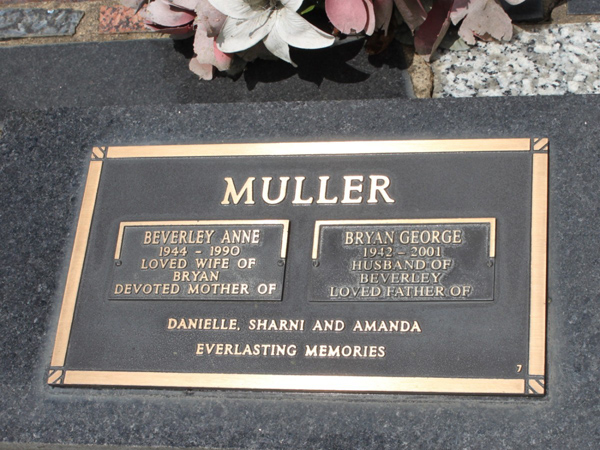 MULLER
BEVERLEY ANNE
1944 - 1990
LOVED WIFE OF
BRYAN
DEVOTED MOTHER OF
BRYAN GEORGE
1942 - 2001
HUSBAND OF
BEVERLEY
LOVED FATHER OF
DANIELLE, SHARNI AND AMANDA
EVERLASTING MEMORIES
7